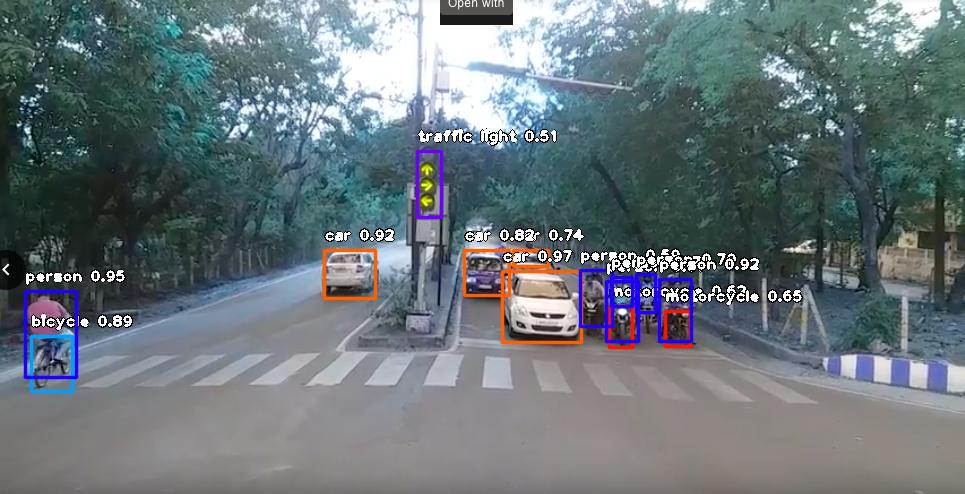 Open with
traffic light 0.51
car 0.92
car 0.82
0.74
car 0.97
person 0.92
person 0.95
motorcycle 0.65
bicycle 0.89